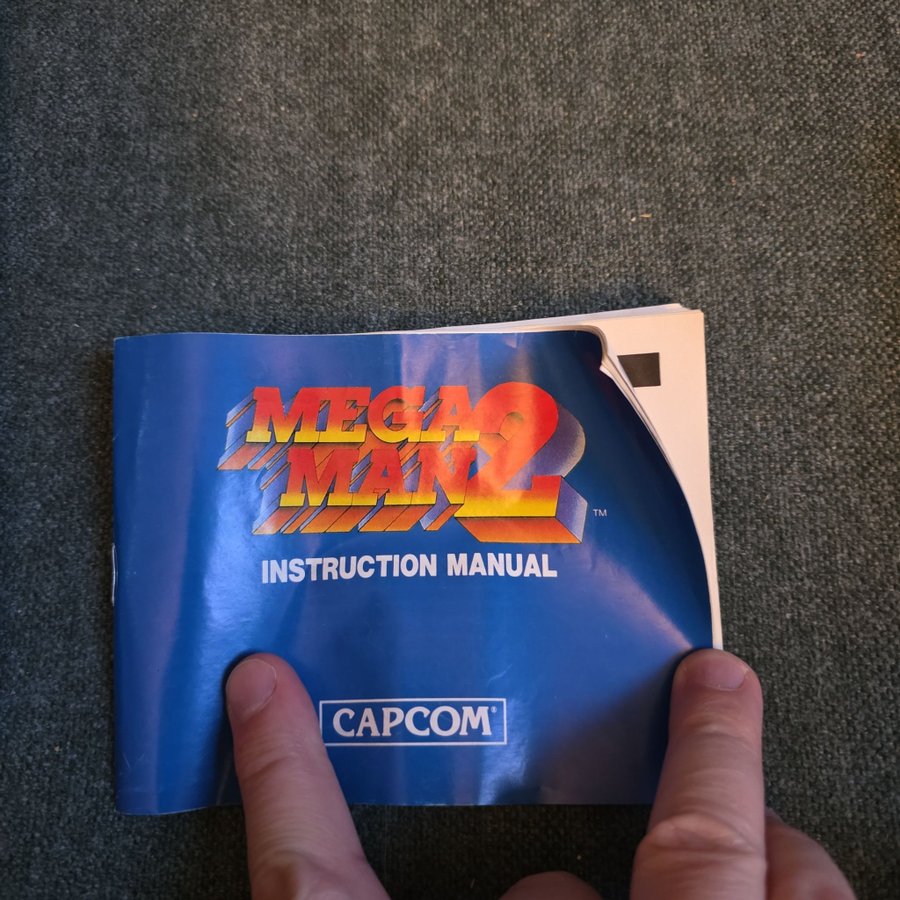 MEGA
MAN 2 ™
INSTRUCTION MANUAL
CAPCOM®